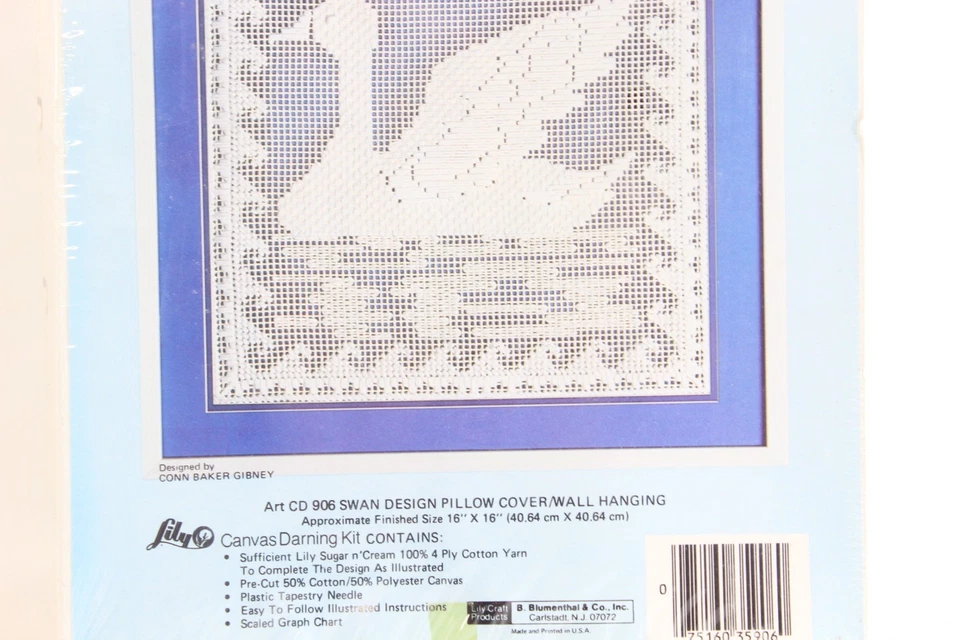 Designed by
CONN BAKER GIBNEY
Art CD 906 SWAN DESIGN PILLOW COVER/WALL HANGING
Approximate Finished Size 16" X 16" (40.64 cm X 40.64 cm)
Lily
Canvas Darning Kit CONTAINS:
• Sufficient Lily Sugar n'Cream 100% 4 Ply Cotton Yarn
To Complete The Design As Illustrated
• Pre-Cut 50% Cotton/50% Polyester Canvas
• Plastic Tapestry Needle
• Easy To Follow Illustrated Instructions
• Scaled Graph Chart
Lily Craft
Products
B. Blumenthal & Co., Inc.
Carlstadt, N.J. 07072
Made and Printed in U.S.A.
0
75160 35906